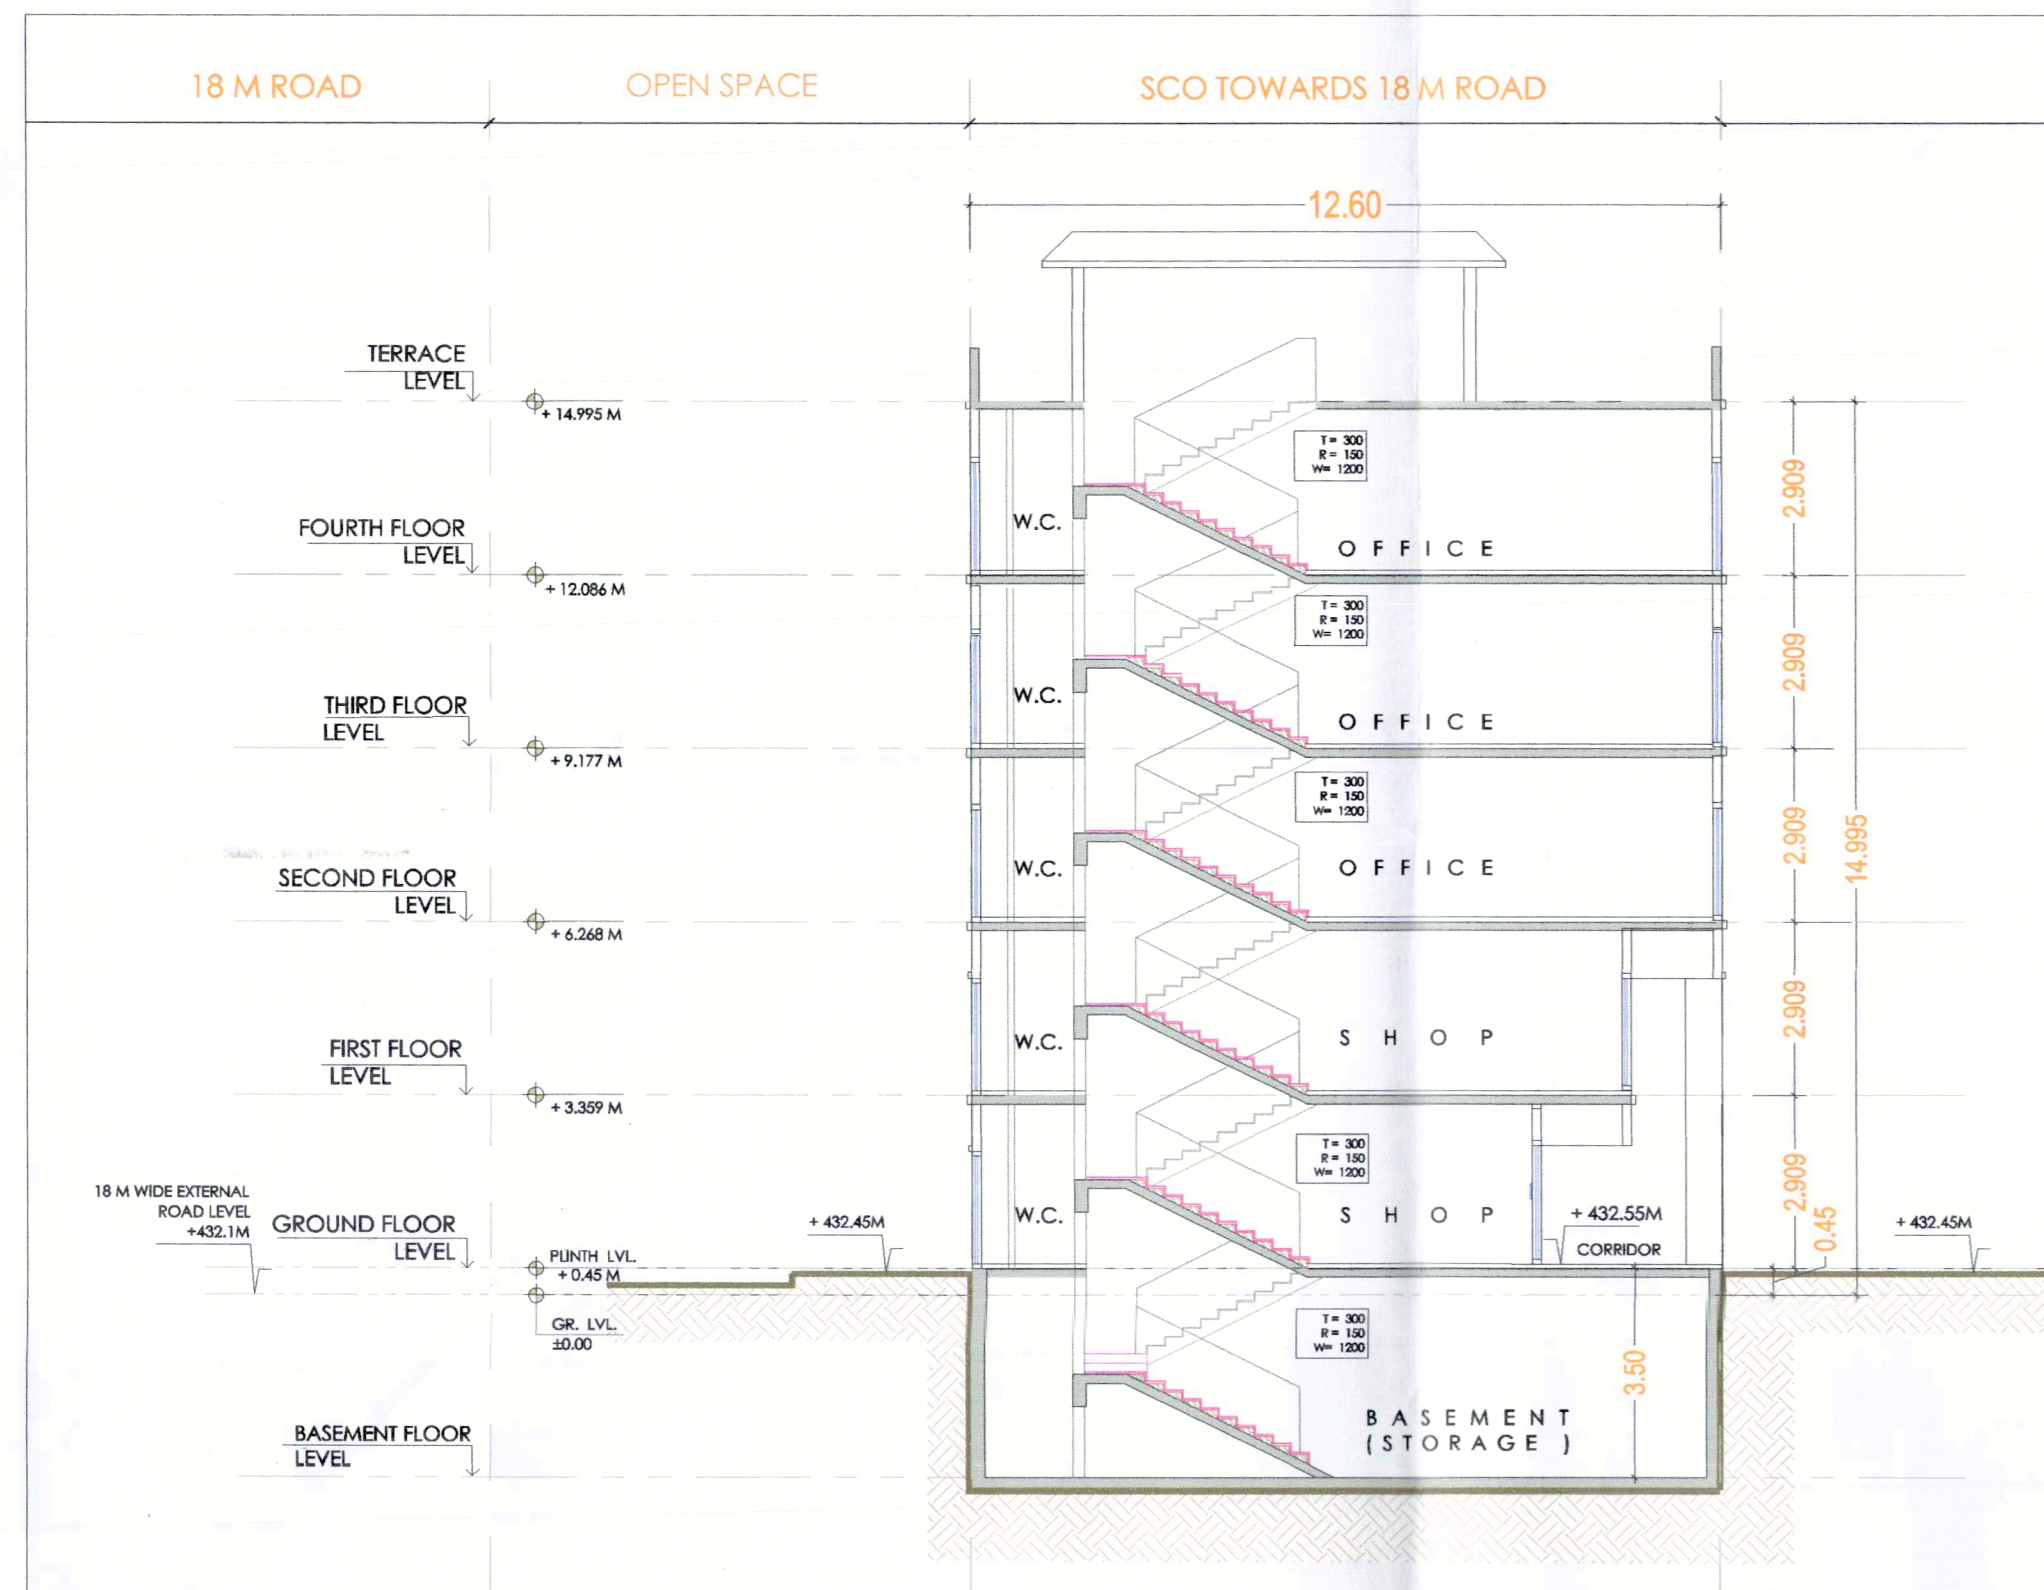 18 M ROAD
OPEN SPACE
SCO TOWARDS 18 M ROAD
12.60
TERRACE
LEVEL
+ 14.995 M
T= 300
R= 150
W= 1200
2.909
FOURTH FLOOR
LEVEL
W.C.
O F F I C E
+ 12.086 M
T= 300
R= 150
W= 1200
2.909
THIRD FLOOR
LEVEL
W.C.
O F F I C E
+ 9.177 M
T= 300
R= 150
W= 1200
2.909
14.995
SECOND FLOOR
LEVEL
W.C.
O F F I C E
+ 6.268 M
2.909
FIRST FLOOR
LEVEL
W.C.
S H O P
+ 3.359 M
T= 300
R= 150
W= 1200
2.909
18 M WIDE EXTERNAL
ROAD LEVEL
+432.1M
GROUND FLOOR
LEVEL
+ 432.45M
W.C.
S H O P
+ 432.55M
CORRIDOR
0.45
+ 432.45M
PLINTH LVL.
+ 0.45 M
GR. LVL.
±0.00
T= 300
R= 150
W= 1200
3.50
BASEMENT FLOOR
LEVEL
B A S E M E N T
( S T O R A G E )